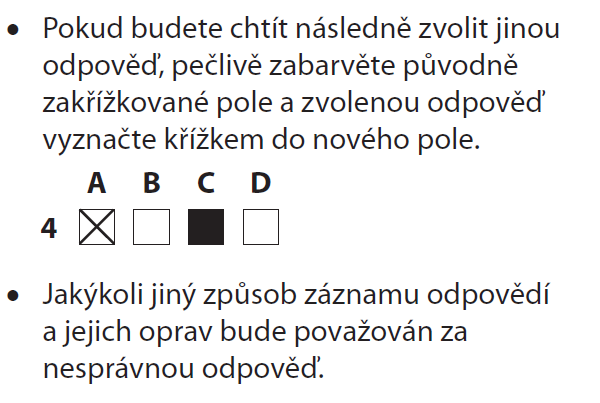 • Pokud budete chtít následně zvolit jinou
odpověď, pečlivě zabarvěte původně
zakřížkované pole a zvolenou odpověď
vyznačte křížkem do nového pole.
A B C D
4
• Jakýkoli jiný způsob záznamu odpovědí
a jejich oprav bude považován za
nesprávnou odpověď.